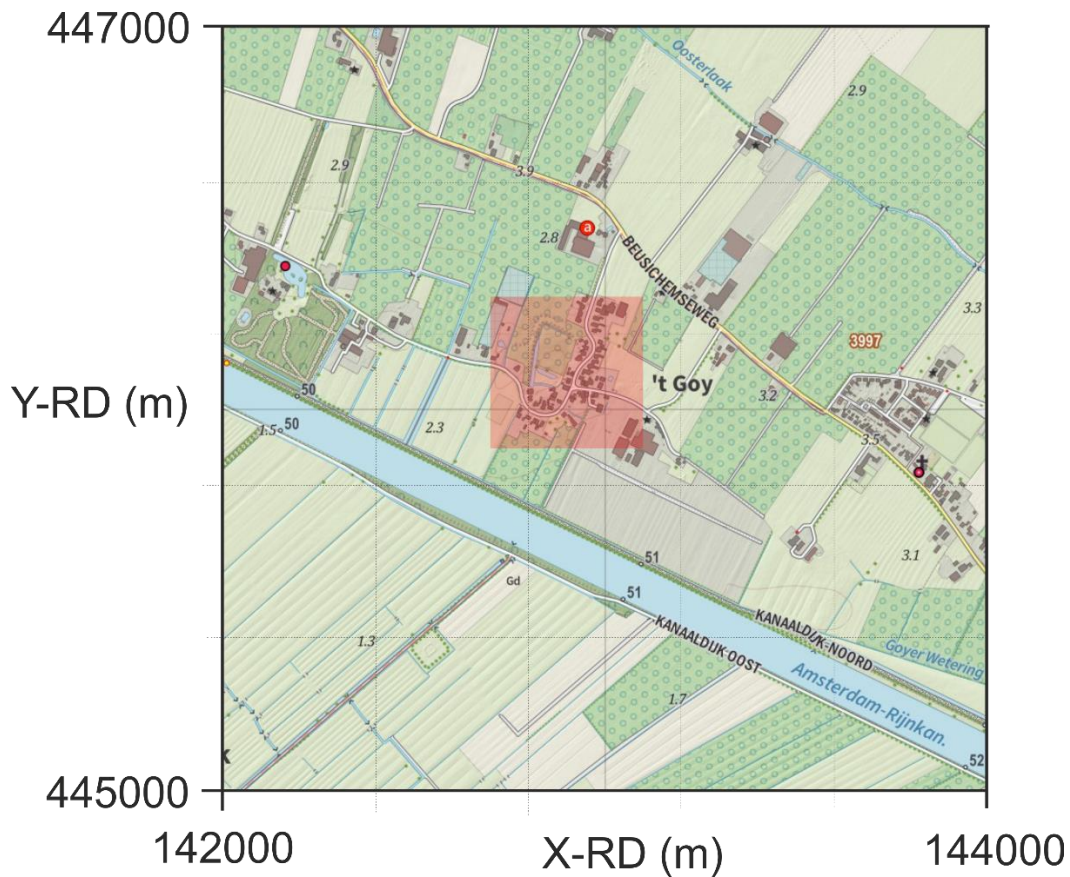 447000
Oosterlaak
2.9
2.9
3.9
a
2.8
BEUSICHEMSEWEG
3.3
3997
't Goy
Y-RD (m)
50
3.2
50
1.5
2.3
3.5
51
3.1
Gd
51
KANAALDIJK-NOORD
KANAALDIJK-OOST
1.3
Goyer Wetering
Amsterdam-Rijnkan.
1.7
K
52
445000
142000
X-RD (m)
144000